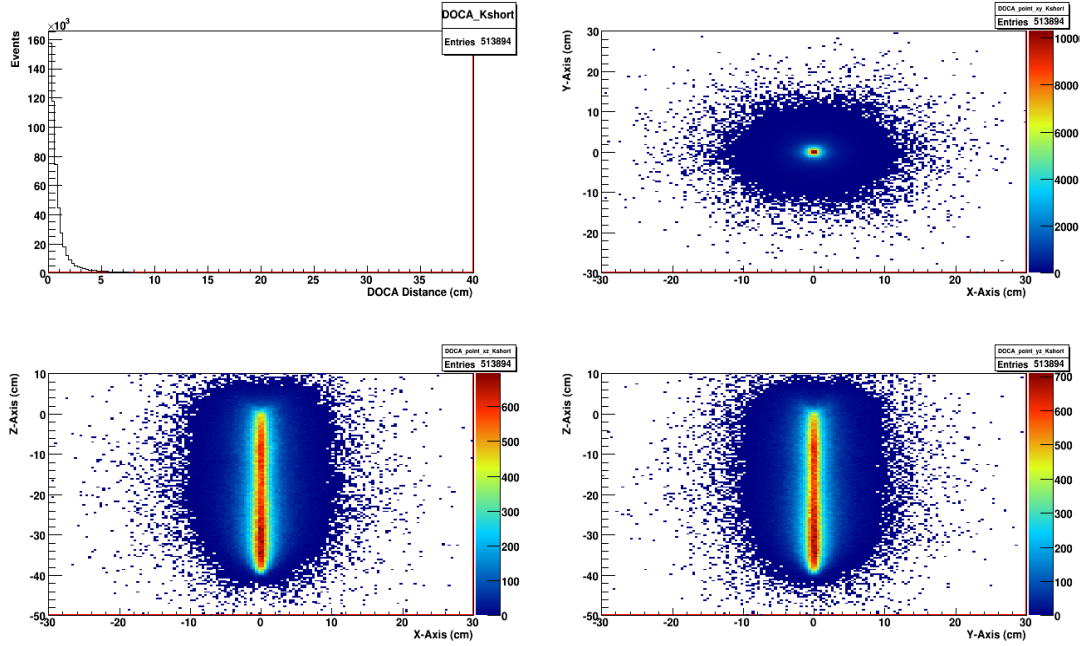 DOCA_Kshort
Entries 513894
×10³
Events
160
140
120
100
80
60
40
20
0
0 5 10 15 20 25 30 35 40
DOCA Distance (cm)
DOCA_point_xy_Kshort
Entries 513894
Y-Axis (cm)
30
20
10
0
-10
-20
-30
-30 -20 -10 0 10 20 30
X-Axis (cm)
10000
8000
6000
4000
2000
0
DOCA_point_xz_Kshort
Entries 513894
Z-Axis (cm)
10
0
-10
-20
-30
-40
-50
-30 -20 -10 0 10 20 30
X-Axis (cm)
600
500
400
300
200
100
0
DOCA_point_yz_Kshort
Entries 513894
Z-Axis (cm)
10
0
-10
-20
-30
-40
-50
-30 -20 -10 0 10 20 30
Y-Axis (cm)
700
600
500
400
300
200
100
0